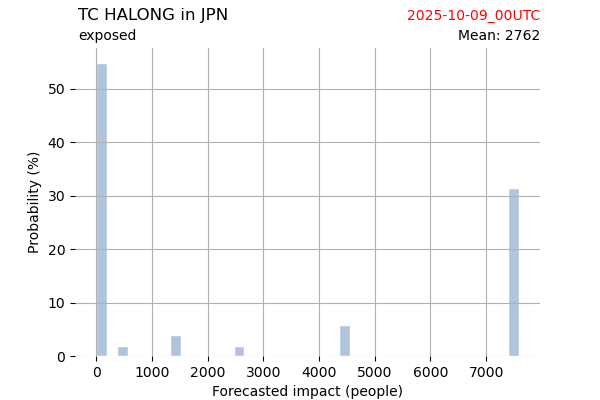 TC HALONG in JPN
2025-10-09_00UTC
exposed
Mean: 2762
50
40
30
20
10
0
Probability (%)
0 1000 2000 3000 4000 5000 6000 7000
Forecasted impact (people)